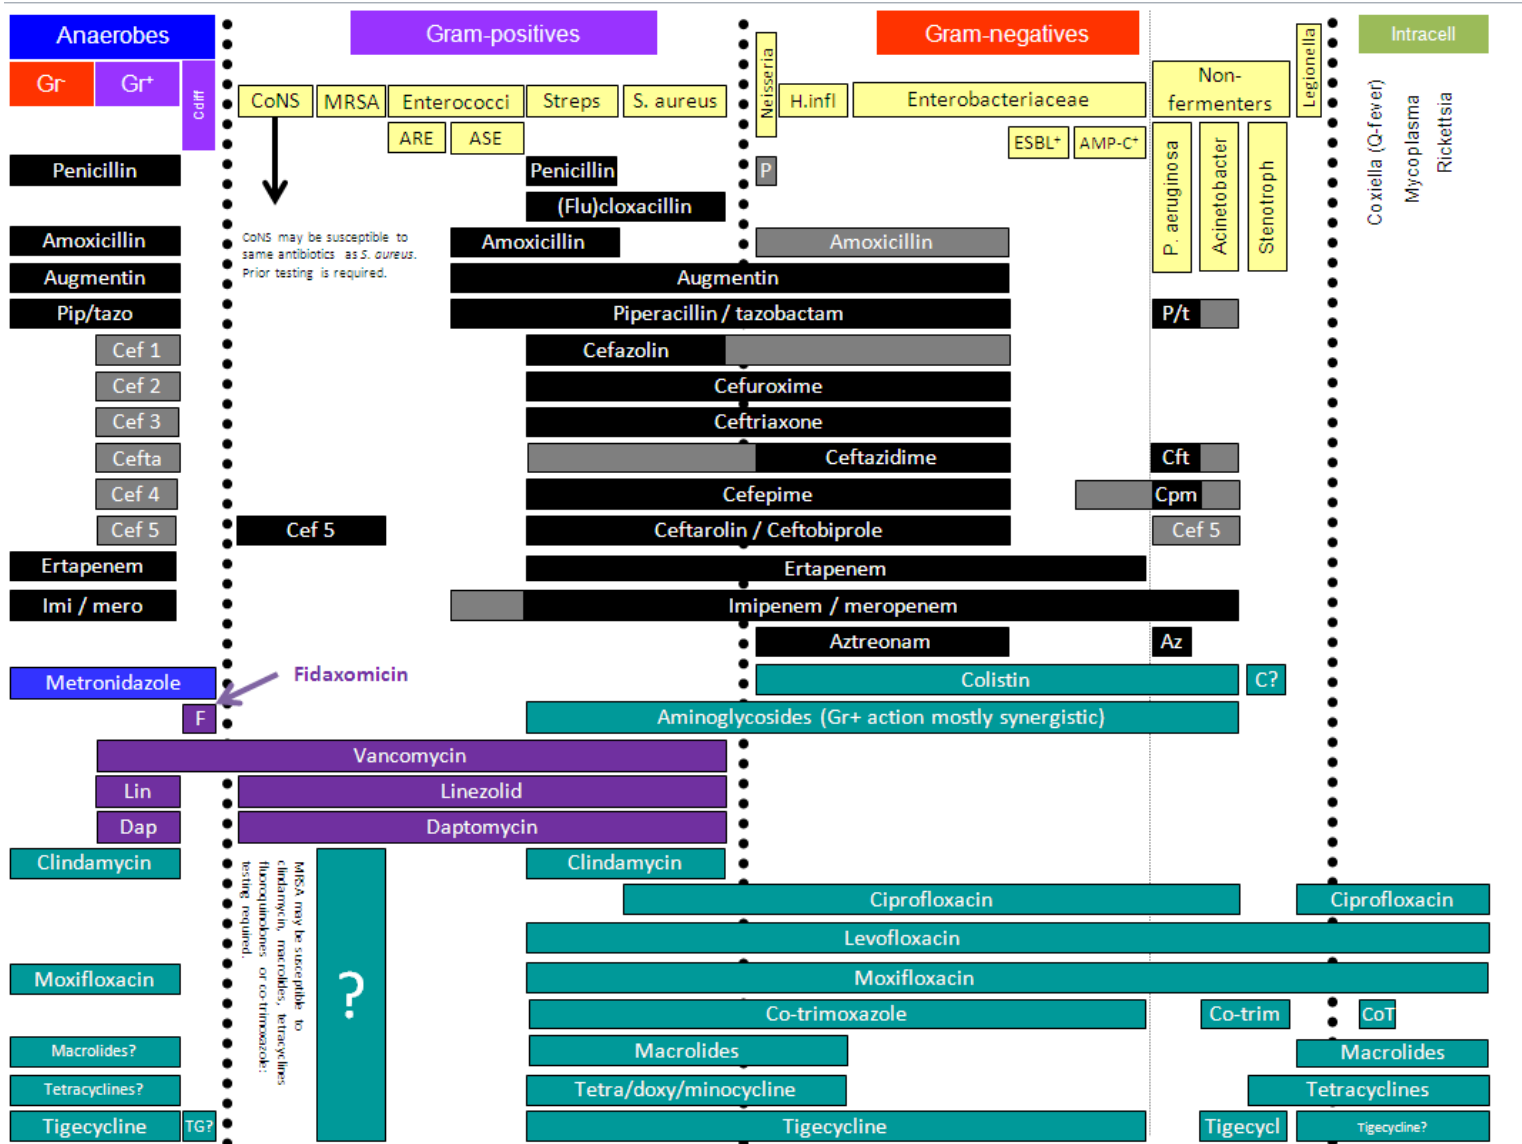 Anaerobes
Gram-positives
Gram-negatives
Intracell
Gr-
Gr+
Cdiff
CoNS
MRSA
Enterococci
Streps
S. aureus
Neisseria
H.infl
Enterobacteriaceae
Non-
fermenters
Legionella
ARE
ASE
ESBL+
AMP-C+
P. aeruginosa
Acinetobacter
Stenotroph
Coxiella (Q-fever)
Mycoplasma
Rickettsia
Penicillin
Penicillin
P
(Flu)cloxacillin
CoNS may be susceptible to
same antibiotics as S. aureus.
Prior testing is required.
Amoxicillin
Amoxicillin
Amoxicillin
Augmentin
Augmentin
Pip/tazo
Piperacillin / tazobactam
P/t
Cef 1
Cefazolin
Cef 2
Cefuroxime
Cef 3
Ceftriaxone
Cefta
Ceftazidime
Cft
Cef 4
Cefepime
Cpm
Cef 5
Cef 5
Ceftarolin / Ceftobiprole
Cef 5
Ertapenem
Ertapenem
Imi / mero
Imipenem / meropenem
Aztreonam
Az
Metronidazole
Fidaxomicin
Colistin
C?
F
Aminoglycosides (Gr+ action mostly synergistic)
Vancomycin
Lin
Linezolid
Dap
Daptomycin
Clindamycin
Clindamycin
MRSA may be susceptible to
clindamycin, macrolides, tetracyclines
fluoroquinolones or co-trimoxazole;
testing required.
?
Ciprofloxacin
Ciprofloxacin
Levofloxacin
Moxifloxacin
Moxifloxacin
Co-trimoxazole
Co-trim
CoT
Macrolides?
Macrolides
Macrolides
Tetracyclines?
Tetra/doxy/minocycline
Tetracyclines
Tigecycline
TG?
Tigecycline
Tigecycl
Tigecycline?